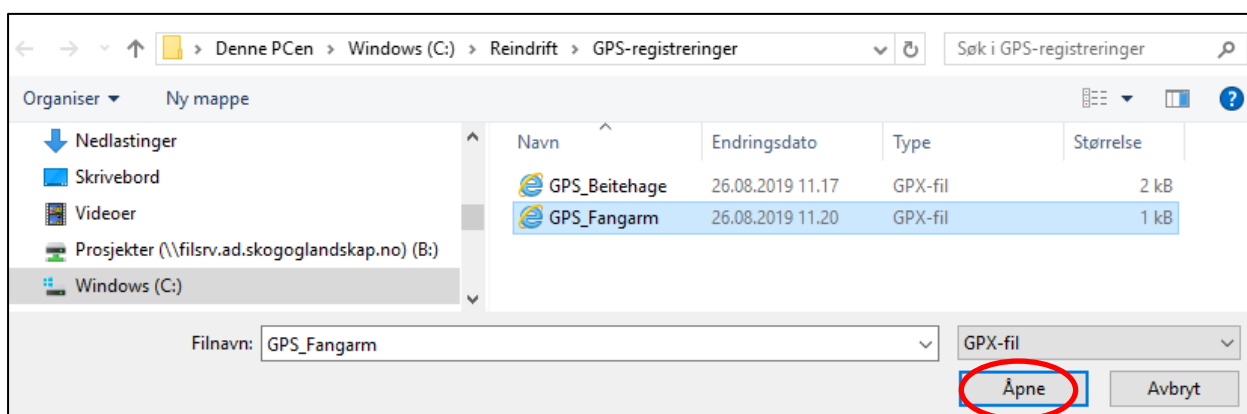 Denne PCen > Windows (C:) > Reindrift > GPS-registreringer
Søk i GPS-registreringer
Organiser
Ny mappe
?
Nedlastinger
Skrivebord
Videoer
Prosjekter (\\filsrv.ad.skogoglandskap.no) (B:)
Windows (C:)
Navn Endringsdato Type Størrelse
GPS_Beitehage 26.08.2019 11.17 GPX-fil 2 kB
GPS_Fangarm 26.08.2019 11.20 GPX-fil 1 kB
Filnavn: GPS_Fangarm
GPX-fil
Åpne Avbryt